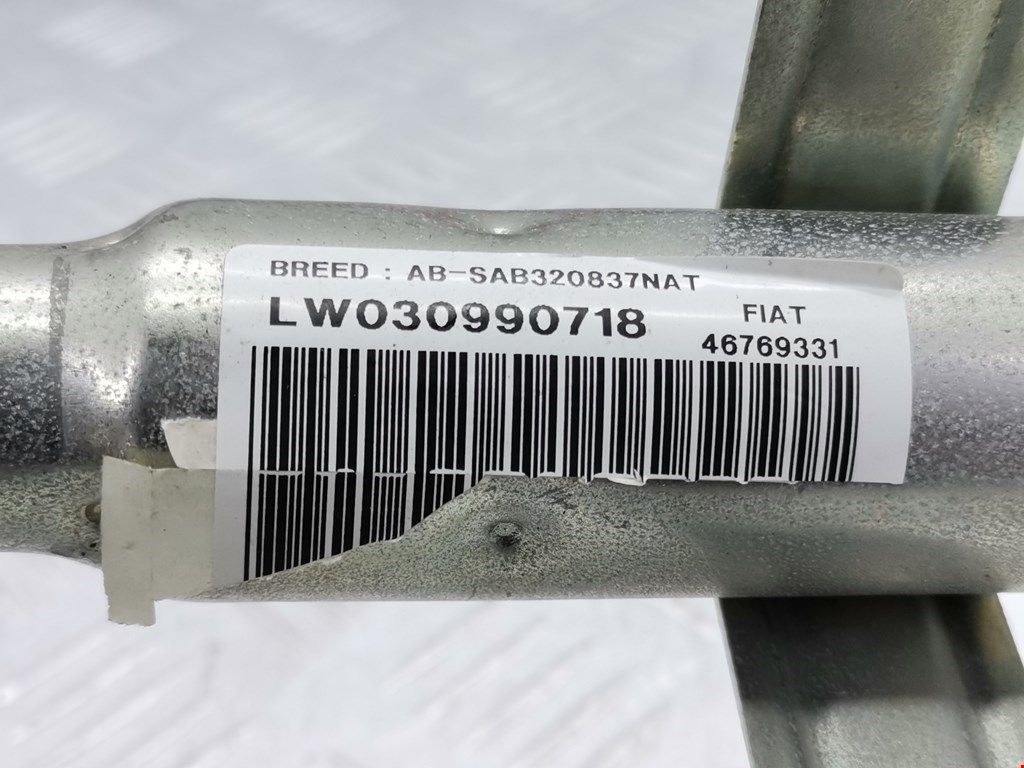 BREED : AB-SAB320837NAT
LW030990718
FIAT
46769331